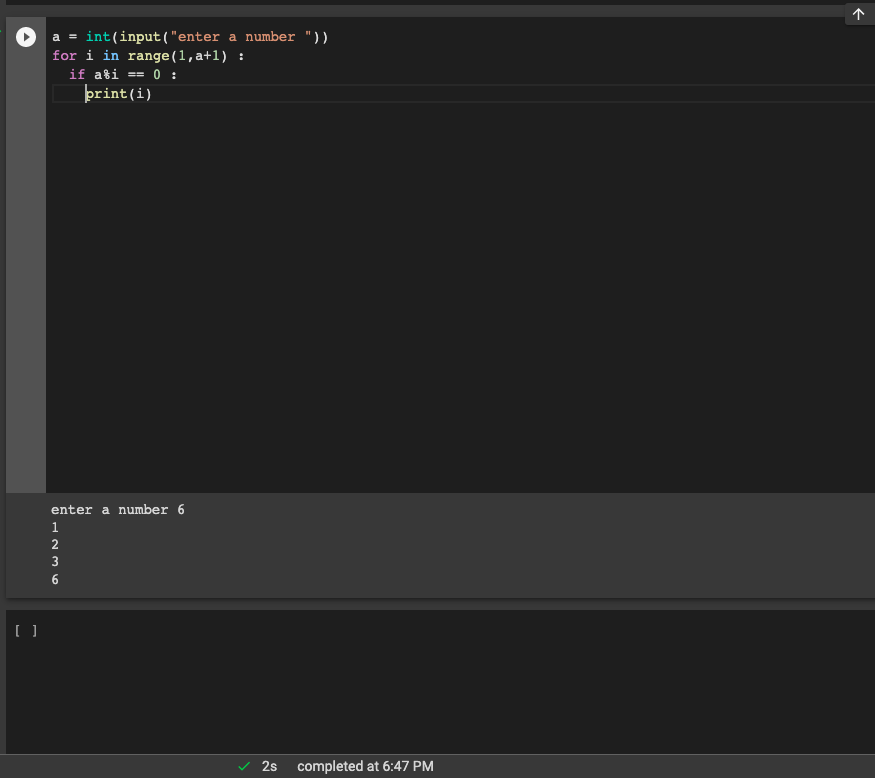 a = int(input("enter a number "))
for i in range(1,a+1) :
  if a%i == 0 :
    print(i)
enter a number 6
1
2
3
6
[ ]
2s completed at 6:47 PM